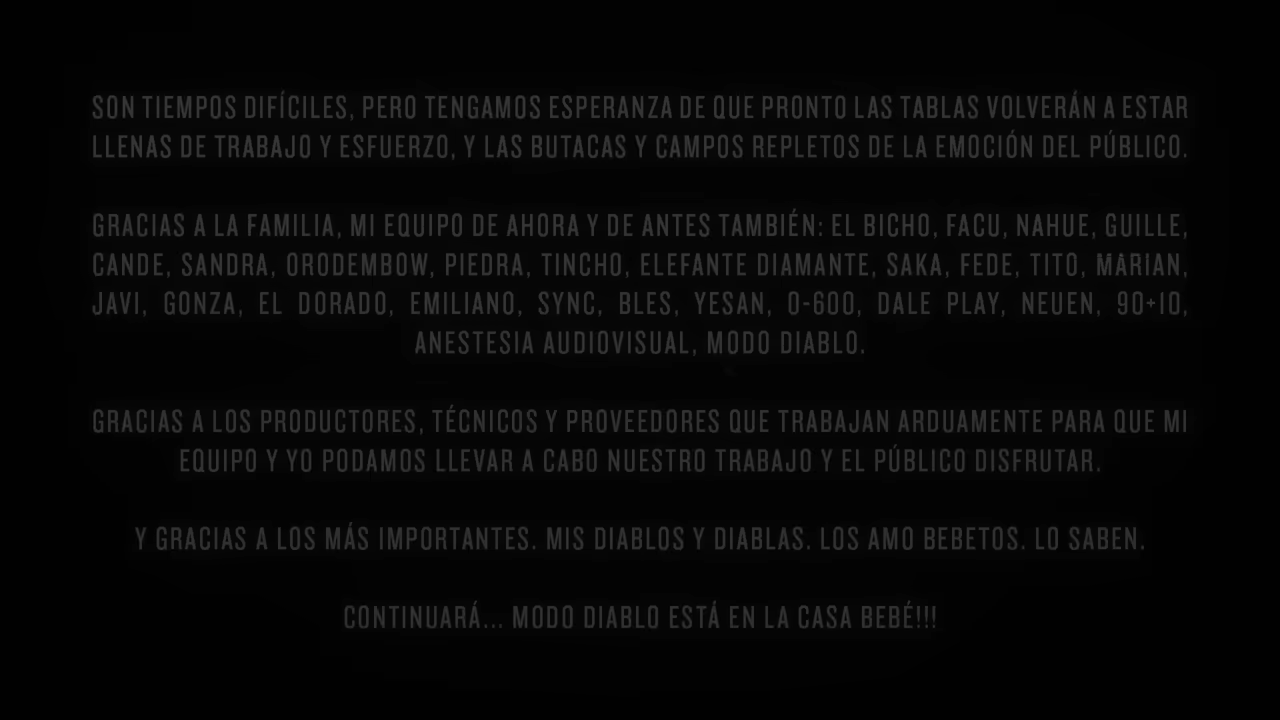 SON TIEMPOS DIFÍCILES, PERO TENGAMOS ESPERANZA DE QUE PRONTO LAS TABLAS VOLVERÁN A ESTAR
LLENAS DE TRABAJO Y ESFUERZO, Y LAS BUTACAS Y CAMPOS REPLETOS DE LA EMOCIÓN DEL PÚBLICO.
GRACIAS A LA FAMILIA, MI EQUIPO DE AHORA Y DE ANTES TAMBIÉN: EL BICHO, FACU, NAHUE, GUILLE,
CANDE, SANDRA, ORODEMBOW, PIEDRA, TINCHO, ELEFANTE DIAMANTE, SAKA, FEDE, TITO, MARIAN,
JAVI, GONZA, EL DORADO, EMILIANO, SYNC, BLES, YESAN, 0-600, DALE PLAY, NEUEN, 90+10,
ANESTESIA AUDIOVISUAL, MODO DIABLO.
GRACIAS A LOS PRODUCTORES, TÉCNICOS Y PROVEEDORES QUE TRABAJAN ARDUAMENTE PARA QUE MI
EQUIPO Y YO PODAMOS LLEVAR A CABO NUESTRO TRABAJO Y EL PÚBLICO DISFRUTAR.
Y GRACIAS A LOS MÁS IMPORTANTES. MIS DIABLOS Y DIABLAS. LOS AMO BEBETOS. LO SABEN.
CONTINUARÁ... MODO DIABLO ESTÁ EN LA CASA BEBÉ!!!